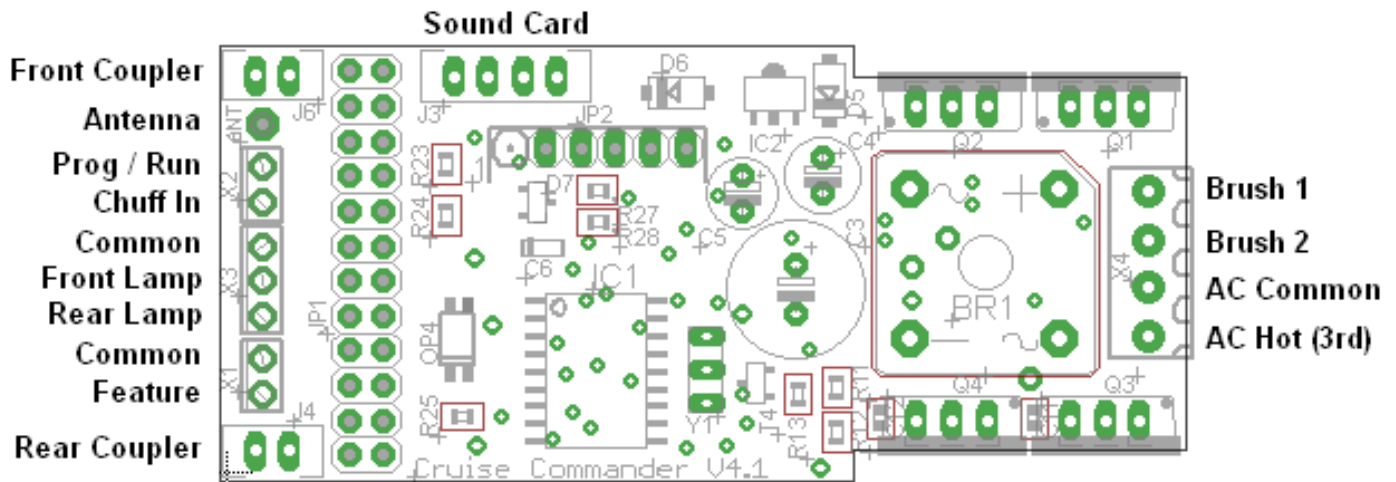 Sound Card
Front Coupler
Antenna
Prog / Run
Chuff In
Common
Front Lamp
Rear Lamp
Common
Feature
Rear Coupler
J6
ANT
X2
X3
X1
J4
JP1
J3
JP2
D6
D5
IC2
C4
Q2
Q1
R23
R24
1
D7
R27
R28
C6
C5
C3
IC1
OP4
R25
Y1
T4
R13
BR1
X4
Q4
Q3
Brush 1
Brush 2
AC Common
AC Hot (3rd)
Cruise Commander V4.1